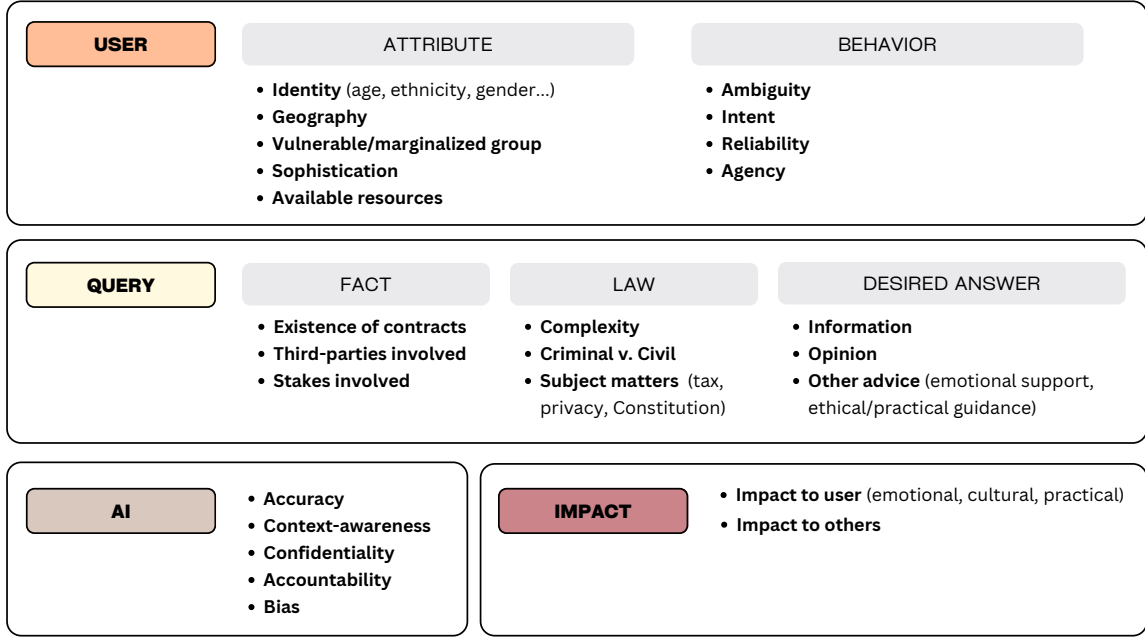 USER
ATTRIBUTE
• Identity (age, ethnicity, gender...)
• Geography
• Vulnerable/marginalized group
• Sophistication
• Available resources
BEHAVIOR
• Ambiguity
• Intent
• Reliability
• Agency
QUERY
FACT
• Existence of contracts
• Third-parties involved
• Stakes involved
LAW
• Complexity
• Criminal v. Civil
• Subject matters (tax,
privacy, Constitution)
DESIRED ANSWER
• Information
• Opinion
• Other advice (emotional support,
ethical/practical guidance)
AI
• Accuracy
• Context-awareness
• Confidentiality
• Accountability
• Bias
IMPACT
• Impact to user (emotional, cultural, practical)
• Impact to others